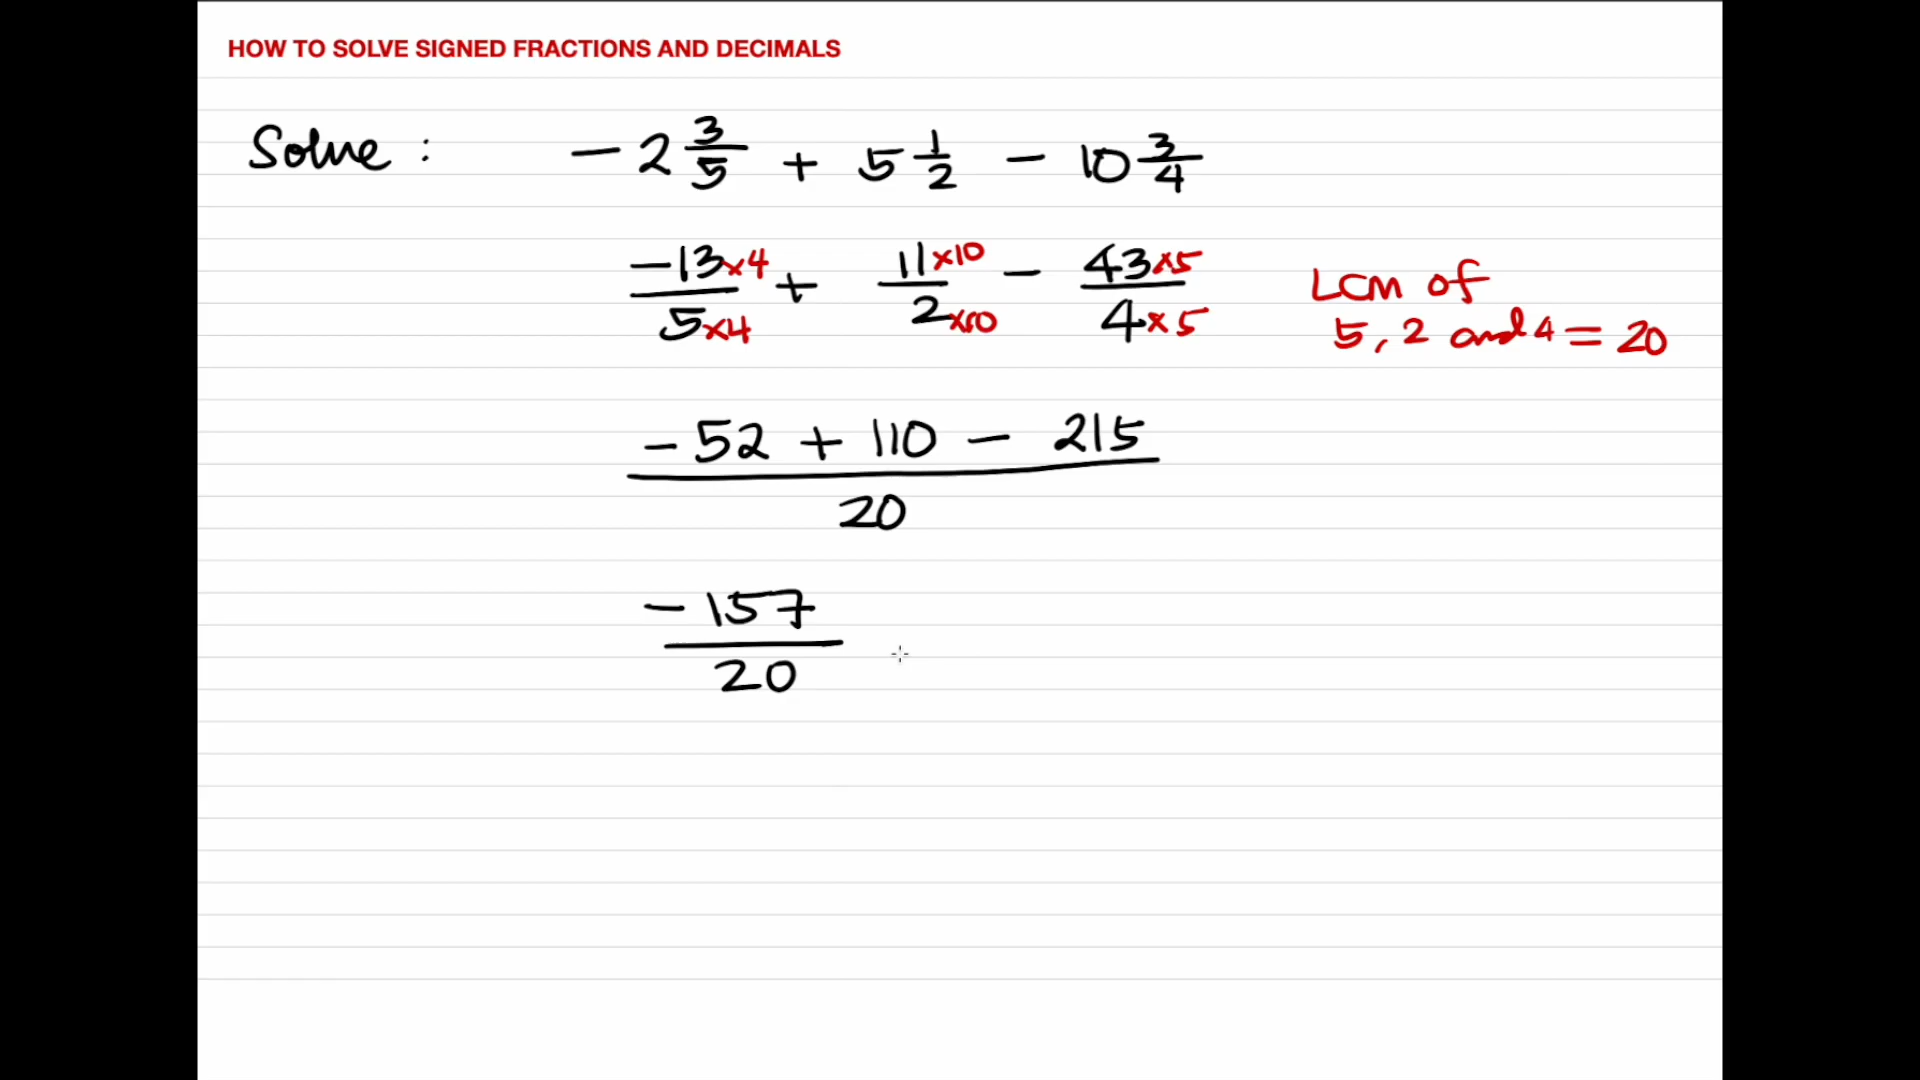 HOW TO SOLVE SIGNED FRACTIONS AND DECIMALS
Solve : - 2 3/5 + 5 1/2 - 10 3/4
-13×4/5×4 + 11×10/2×10 - 43×5/4×5
LCM of
5, 2 and 4 = 20
- 52 + 110 - 215
20
- 157
20